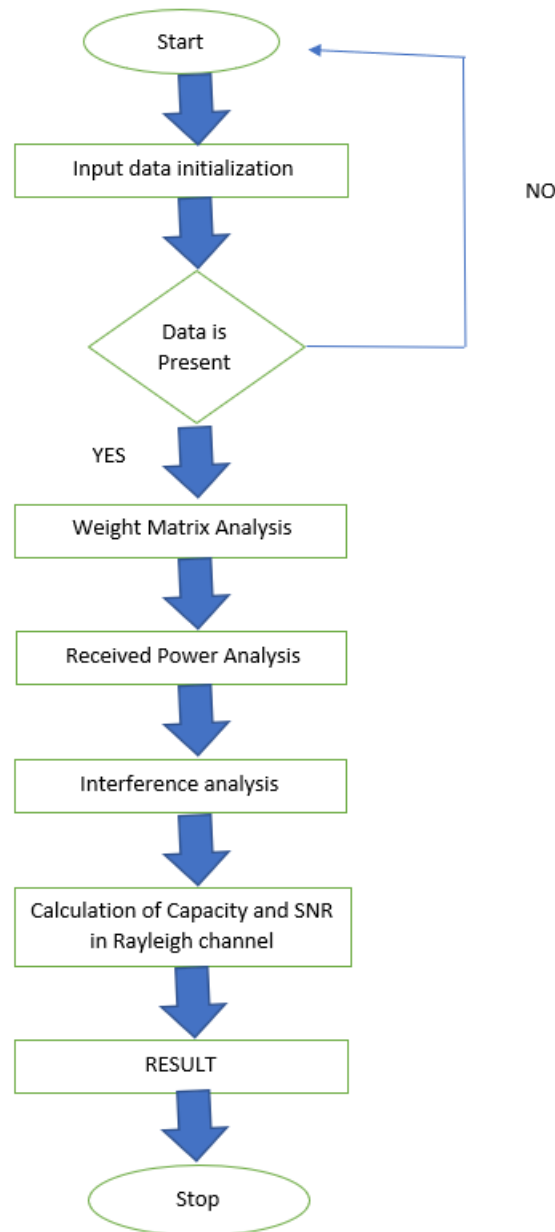 Start
Input data initialization
NO
Data is
Present
YES
Weight Matrix Analysis
Received Power Analysis
Interference analysis
Calculation of Capacity and SNR
in Rayleigh channel
RESULT
Stop